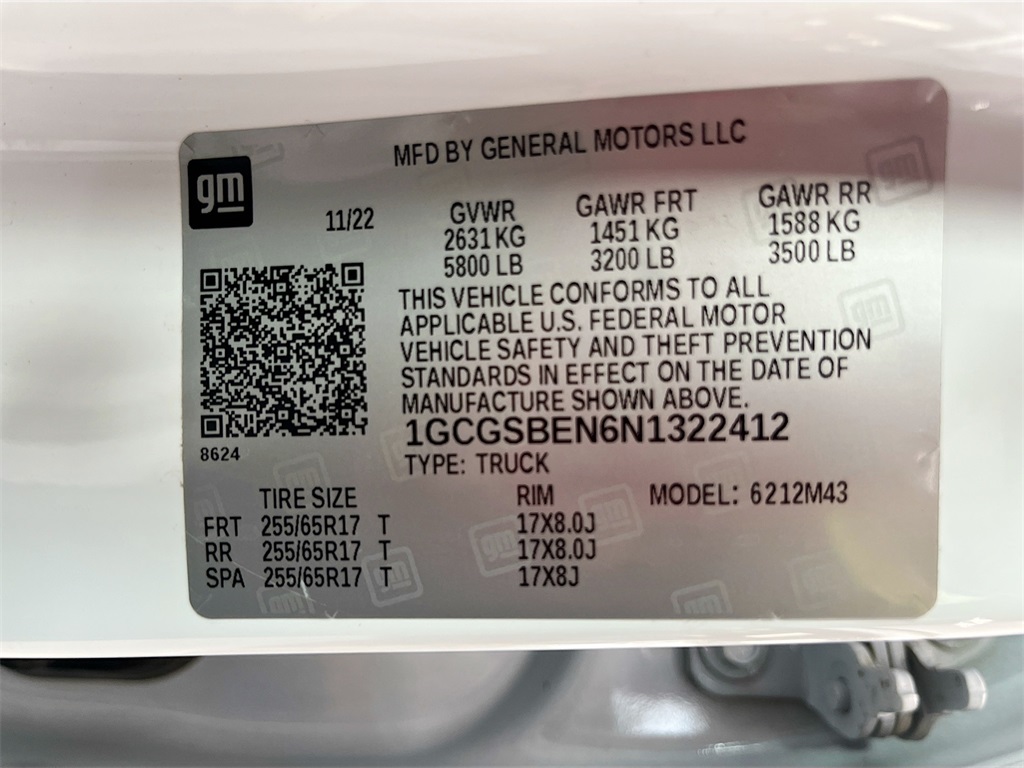 MFD BY GENERAL MOTORS LLC
gm
11/22
GVWR GAWR FRT GAWR RR
2631 KG 1451 KG 1588 KG
5800 LB 3200 LB 3500 LB
THIS VEHICLE CONFORMS TO ALL
APPLICABLE U.S. FEDERAL MOTOR
VEHICLE SAFETY AND THEFT PREVENTION
STANDARDS IN EFFECT ON THE DATE OF
MANUFACTURE SHOWN ABOVE.
1GCGSBEN6N1322412
8624
TYPE: TRUCK
TIRE SIZE RIM MODEL: 6212M43
FRT 255/65R17 T 17X8.0J
RR 255/65R17 T 17X8.0J
SPA 255/65R17 T 17X8J